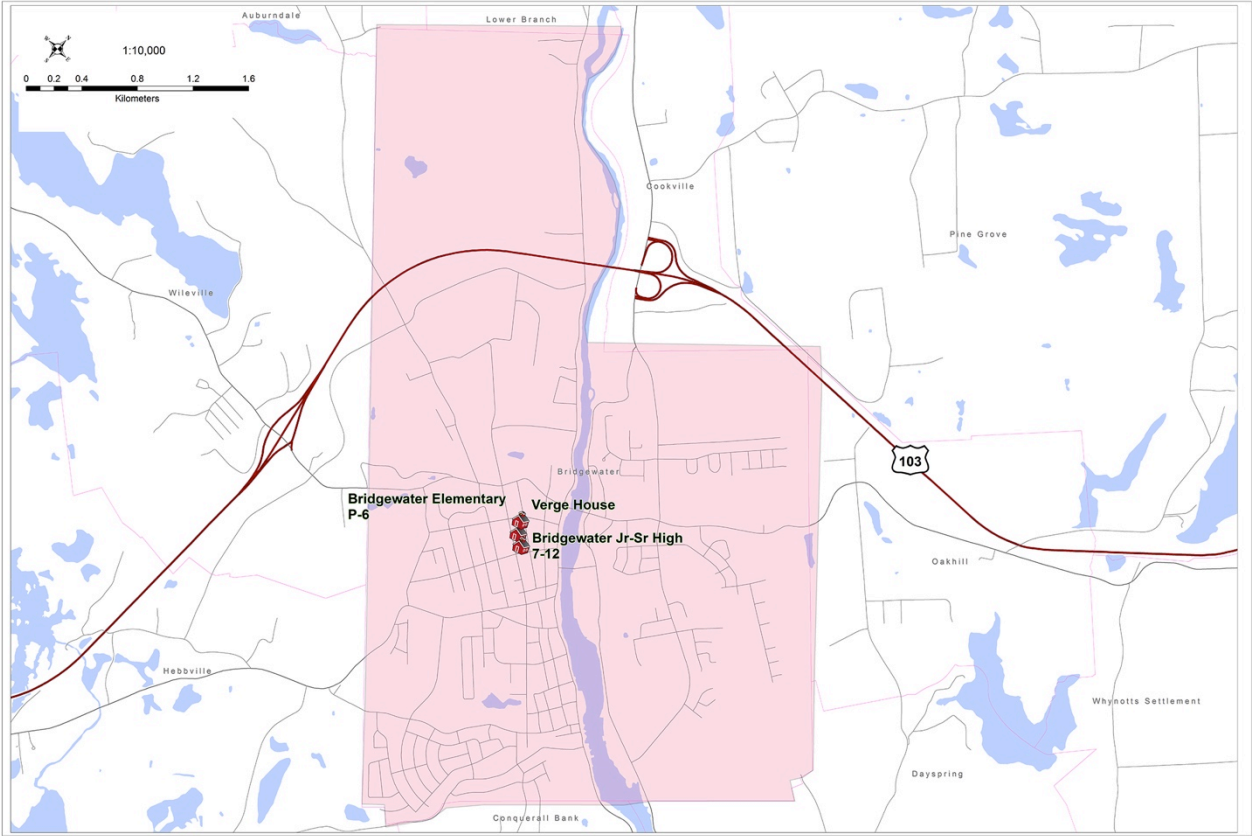 Auburndale
Lower Branch
1:10,000
0 0.2 0.4 0.8 1.2 1.6
Kilometers
Cookville
Pine Grove
Wileville
103
Bridgewater
Bridgewater Elementary
P-6
Verge House
Bridgewater Jr-Sr High
7-12
Oakhill
Hebbville
Whynotts Settlement
Dayspring
Conquerall Bank